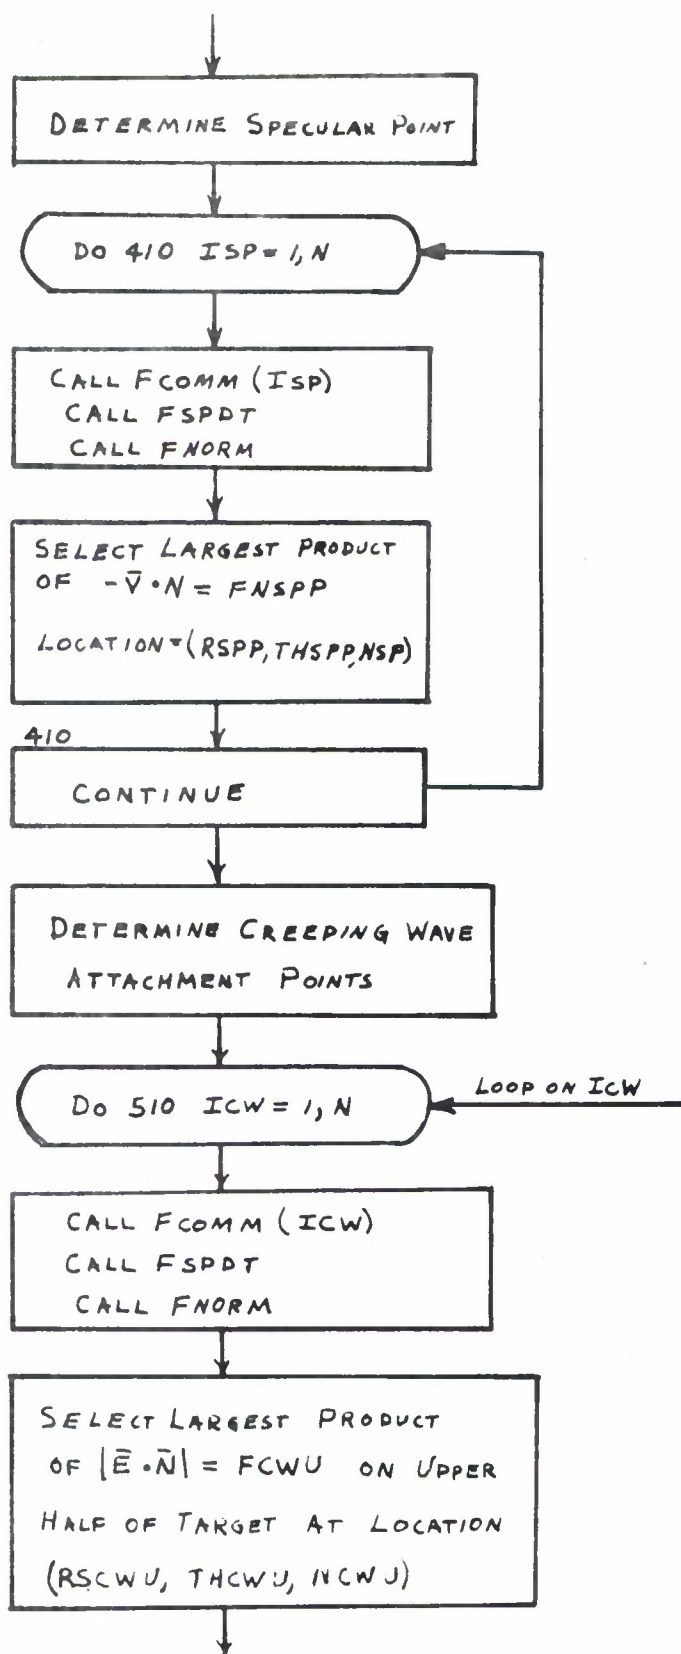 DETERMINE SPECULAR POINT
DO 410 ISP = 1, N
CALL FCOMM (ISP)
CALL FSPDT
CALL FNORM
SELECT LARGEST PRODUCT
OF -V̄ • N = FNSPP
LOCATION = (RSPP, THSPP, NSP)
410
CONTINUE
DETERMINE CREEPING WAVE
ATTACHMENT POINTS
LOOP ON ICW
DO 510 ICW = 1, N
CALL FCOMM (ICW)
CALL FSPDT
CALL FNORM
SELECT LARGEST PRODUCT
OF |Ē • N̄| = FCWU ON UPPER
HALF OF TARGET AT LOCATION
(RSCWU, THCWU, NCWU)